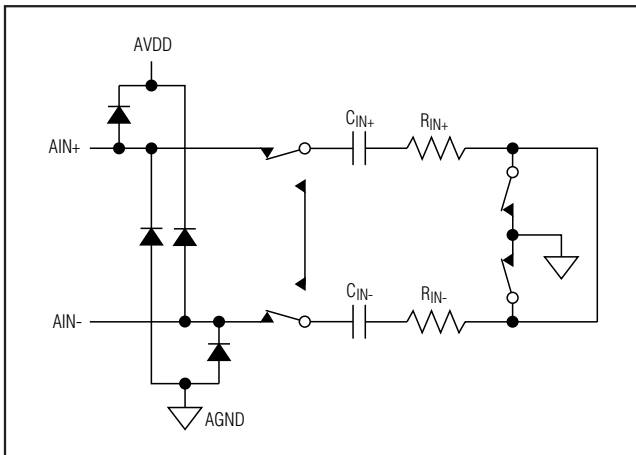 AVDD
CIN+
RIN+
AIN+
CIN-
RIN-
AIN-
AGND